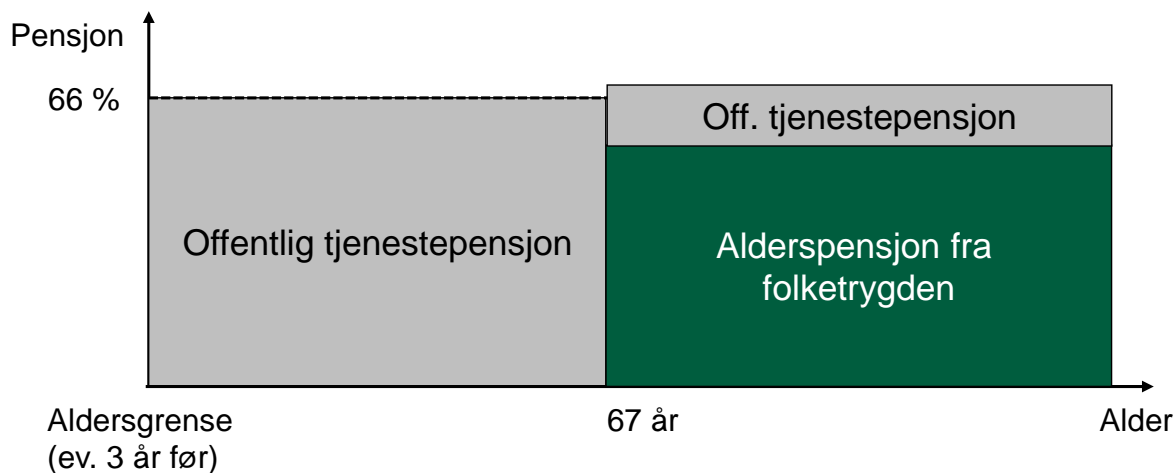 Pensjon
66 %
Off. tjenestepensjon
Offentlig tjenestepensjon
Alderspensjon fra
folketrygden
Aldersgrense
(ev. 3 år før)
67 år
Alder